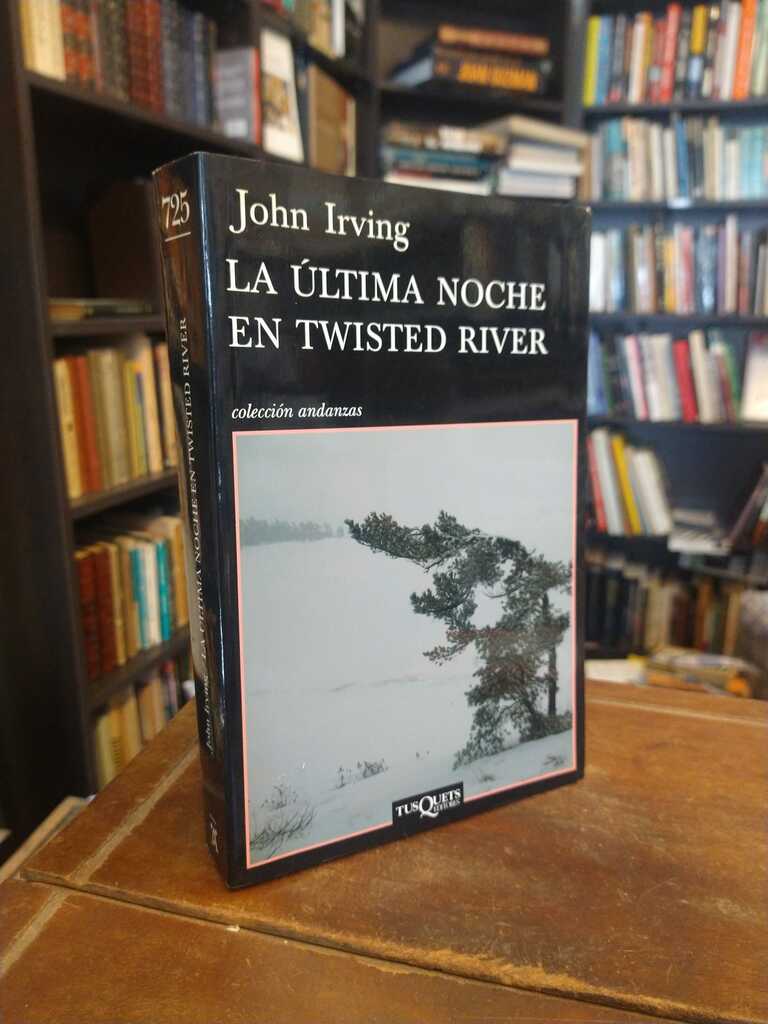 John Irving
LA ÚLTIMA NOCHE
EN TWISTED RIVER
colección andanzas
TUSQUETS
EDITORES
725
John Irving LA ÚLTIMA NOCHE EN TWISTED RIVER